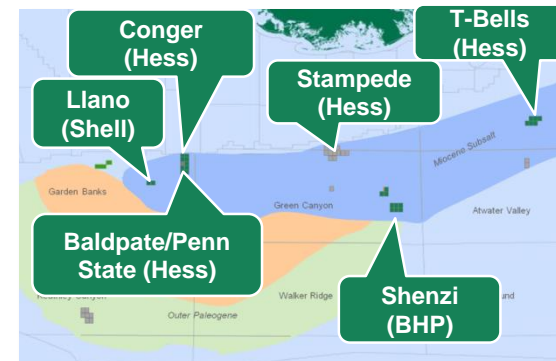 T-Bells
(Hess)
Conger
(Hess)
Stampede
(Hess)
Llano
(Shell)
Miocene Subsalt
Garden Banks
Green Canyon
Atwater Valley
Baldpate/Penn
State (Hess)
Shenzi
(BHP)
Walker Ridge
Outer Paleogene